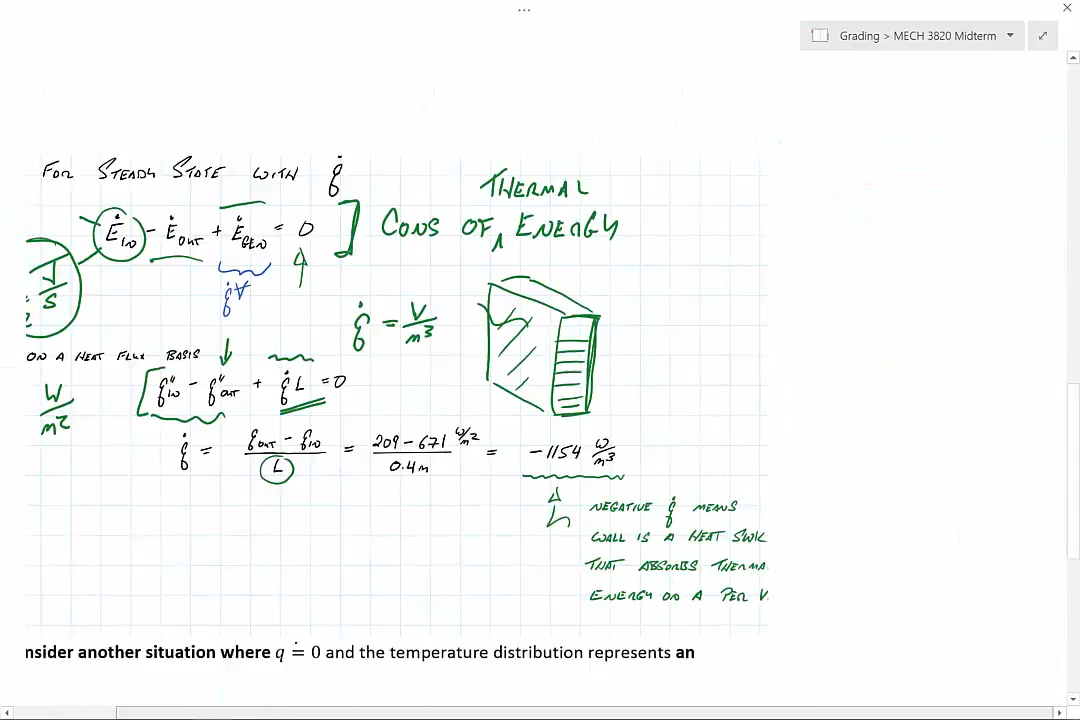 Grading > MECH 3820 Midterm
FOR STEADY STATE WITH q̇
THERMAL
Ė_IN - Ė_OUT + Ė_GEN = 0
CONS OF ENERGY
J/S
q̇∀
q̇ = W/m³
ON A HEAT FLUX BASIS
W/m²
q"_IN - q"_OUT + q̇L = 0
q̇ = (q_OUT - q_IN)/L = (209 - 671 W/m²)/0.4m = -1154 W/m³
NEGATIVE q̇ MEANS
WALL IS A HEAT SINK
THAT ABSORBS THERMA
ENERGY ON A PER V
nsider another situation where q̇ = 0 and the temperature distribution represents an